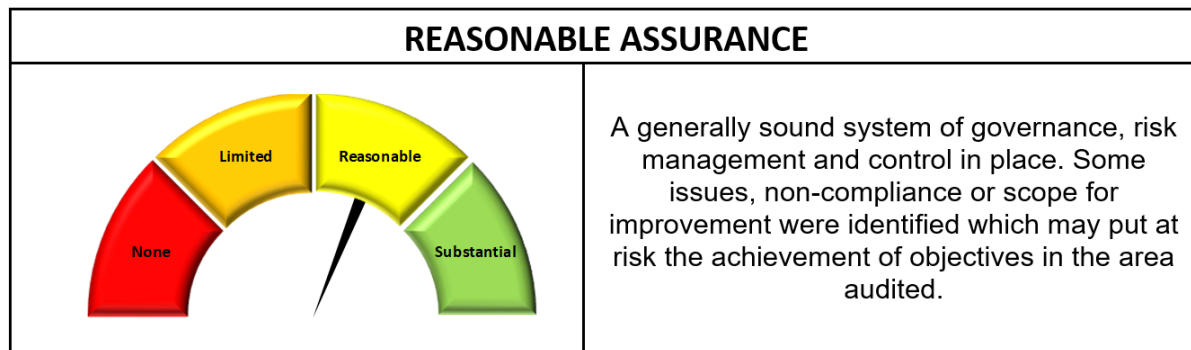 REASONABLE ASSURANCE
Limited
Reasonable
None
Substantial
A generally sound system of governance, risk
management and control in place. Some
issues, non-compliance or scope for
improvement were identified which may put at
risk the achievement of objectives in the area
audited.